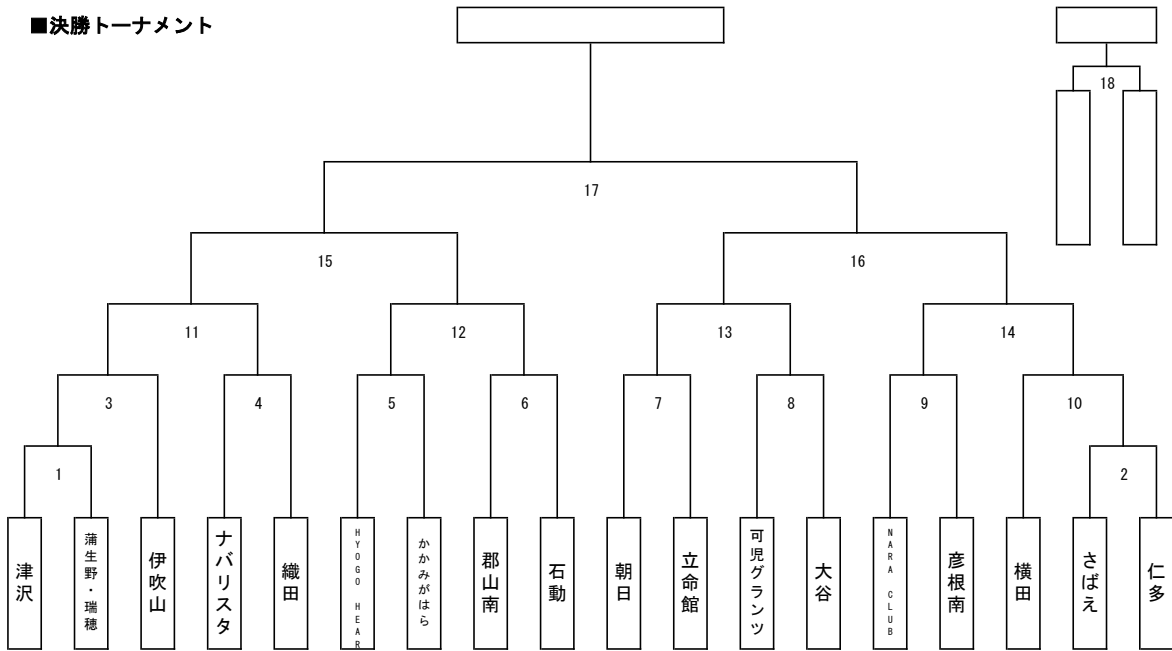 ■決勝トーナメント
18
17
15
16
11
12
13
14
3
4
5
6
7
8
9
10
1
2
津沢
蒲生野・瑞穂
伊吹山
ナバリスタ
織田
HYOGO HEAR
かかみがはら
郡山南
石動
朝日
立命館
可児グランツ
大谷
NARA CLUB
彦根南
横田
さばえ
仁多